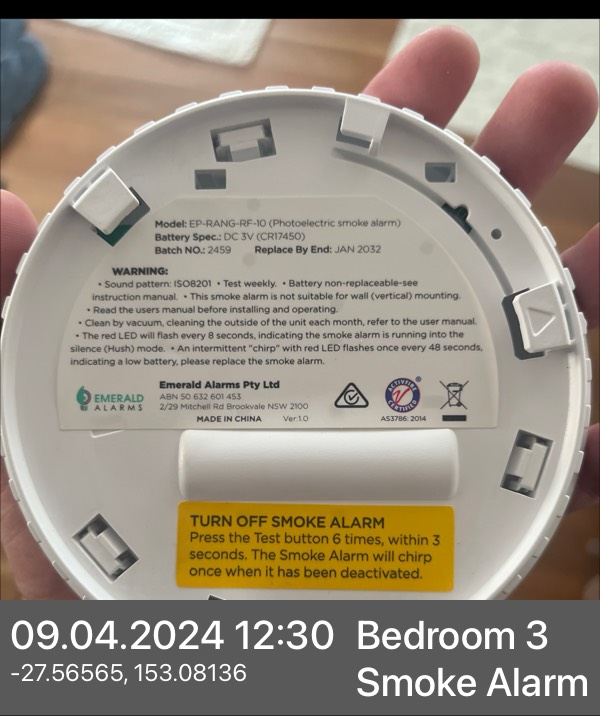 Model: EP-RANG-RF-10 (Photoelectric smoke alarm)
Battery Spec.: DC 3V (CR17450)
Batch NO.: 2459 Replace By End: JAN 2032
WARNING:
• Sound pattern: ISO8201 • Test weekly. • Battery non-replaceable-see
instruction manual. • This smoke alarm is not suitable for wall (vertical) mounting.
• Read the users manual before installing and operating.
• Clean by vacuum, cleaning the outside of the unit each month, refer to the user manual.
• The red LED will flash every 8 seconds, indicating the smoke alarm is running into the
silence (Hush) mode. • An intermittent "chirp" with red LED flashes once every 48 seconds,
indicating a low battery, please replace the smoke alarm.
EMERALD
ALARMS
Emerald Alarms Pty Ltd
ABN 50 632 601 453
2/29 Mitchell Rd Brookvale NSW 2100
MADE IN CHINA Ver:1.0
ACTIVFIRE
CERTIFIED
AS3786: 2014
TURN OFF SMOKE ALARM
Press the Test button 6 times, within 3
seconds. The Smoke Alarm will chirp
once when it has been deactivated.
09.04.2024 12:30
-27.56565, 153.08136
Bedroom 3
Smoke Alarm